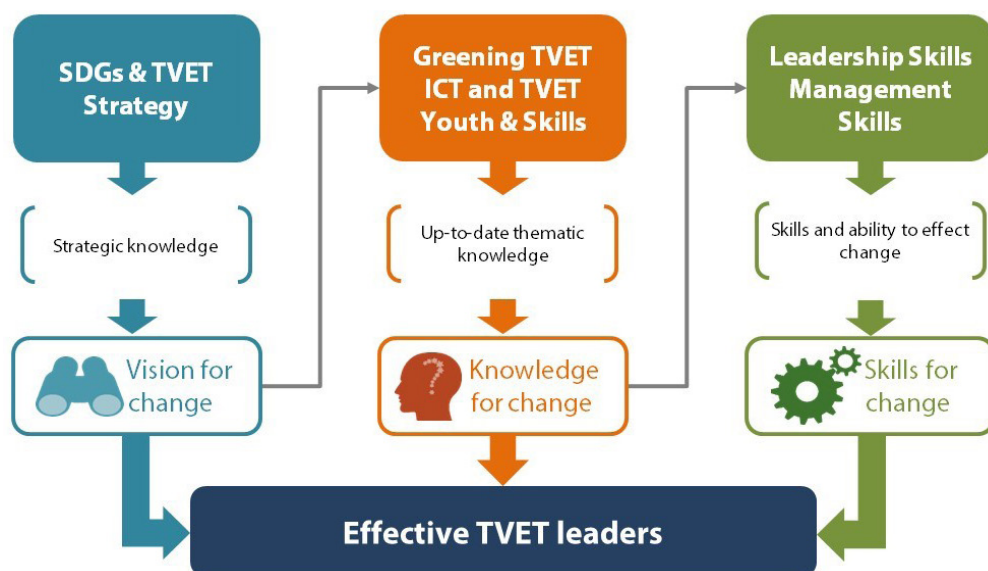 SDGs & TVET
Strategy
Strategic knowledge
Vision for
change
Greening TVET
ICT and TVET
Youth & Skills
Up-to-date thematic
knowledge
Knowledge
for change
Leadership Skills
Management
Skills
Skills and ability to effect
change
Skills for
change
Effective TVET leaders